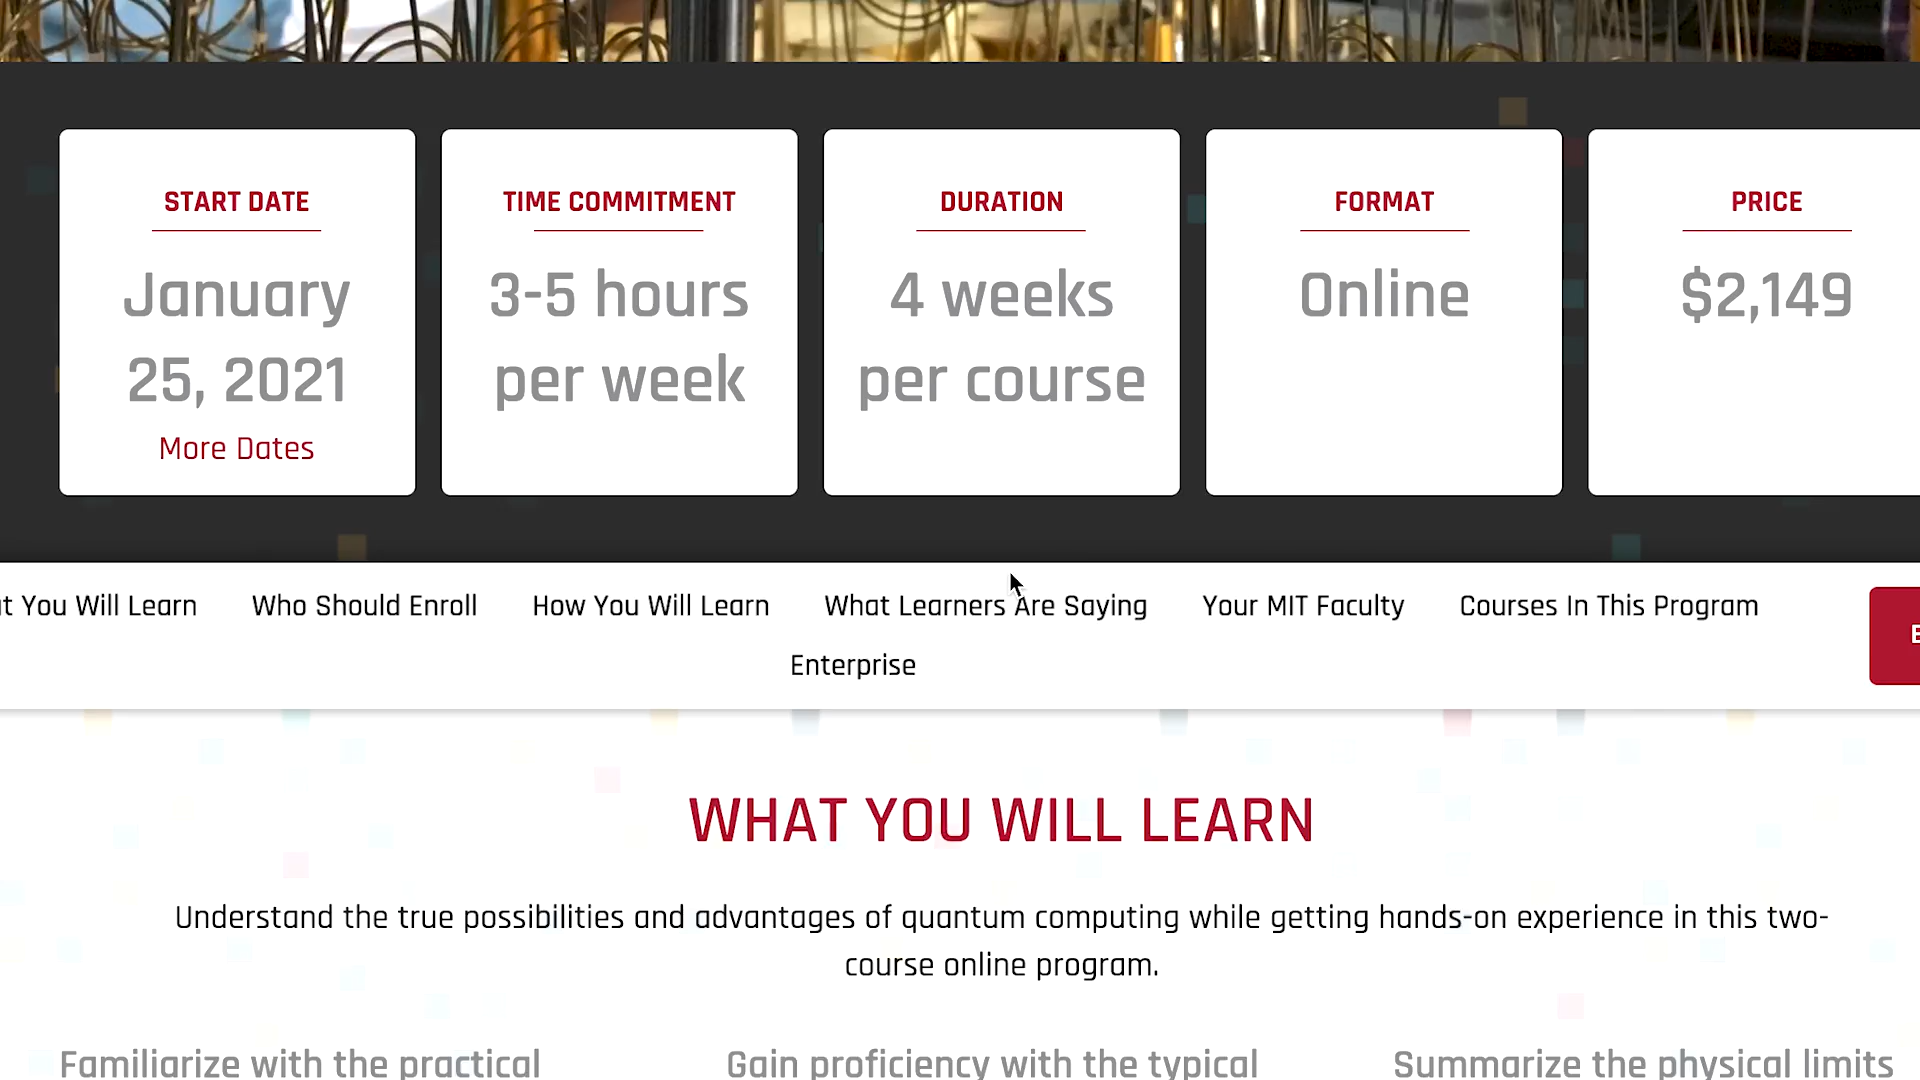 START DATE
January
25, 2021
More Dates
TIME COMMITMENT
3-5 hours
per week
DURATION
4 weeks
per course
FORMAT
Online
PRICE
$2,149
You Will Learn
Who Should Enroll
How You Will Learn
What Learners Are Saying
Your MIT Faculty
Courses In This Program
Enterprise
WHAT YOU WILL LEARN
Understand the true possibilities and advantages of quantum computing while getting hands-on experience in this two-
course online program.
Familiarize with the practical
Gain proficiency with the typical
Summarize the physical limits